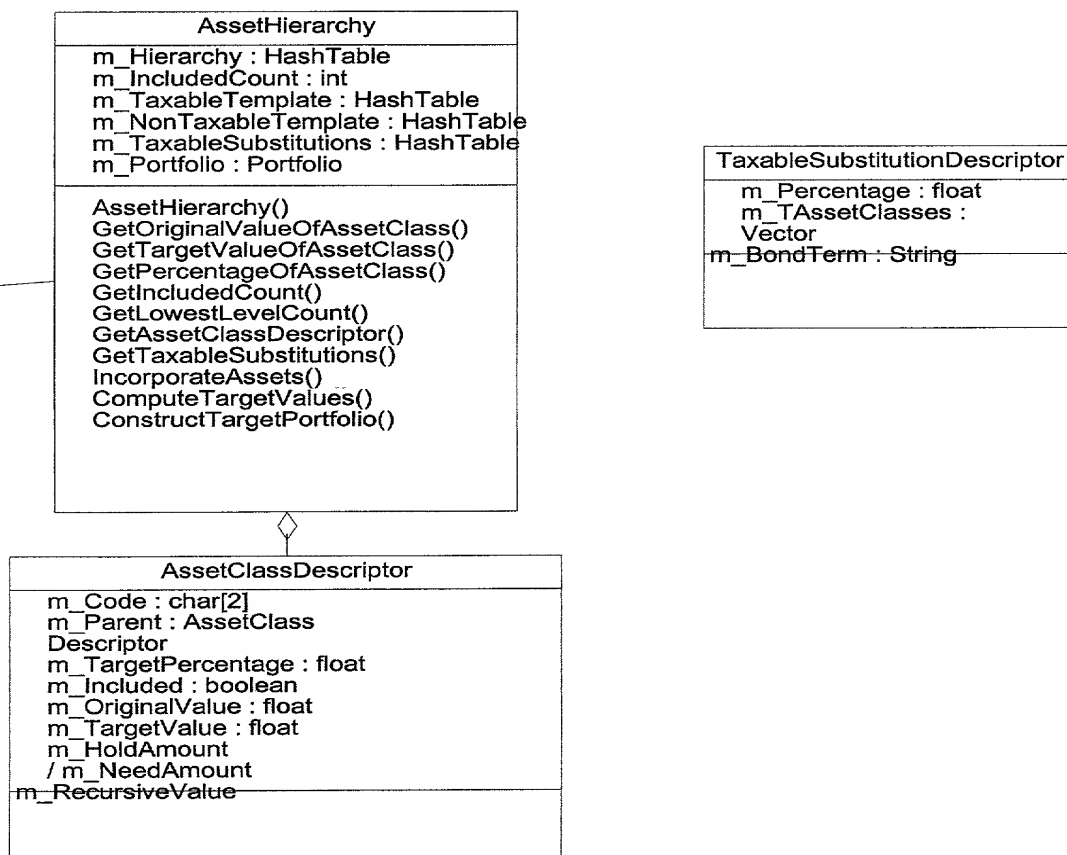 AssetHierarchy
m_Hierarchy : HashTable
m_IncludedCount : int
m_TaxableTemplate : HashTable
m_NonTaxableTemplate : HashTable
m_TaxableSubstitutions : HashTable
m_Portfolio : Portfolio
AssetHierarchy()
GetOriginalValueOfAssetClass()
GetTargetValueOfAssetClass()
GetPercentageOfAssetClass()
GetIncludedCount()
GetLowestLevelCount()
GetAssetClassDescriptor()
GetTaxableSubstitutions()
IncorporateAssets()
ComputeTargetValues()
ConstructTargetPortfolio()
TaxableSubstitutionDescriptor
m_Percentage : float
m_TAssetClasses :
Vector
m_BondTerm : String
AssetClassDescriptor
m_Code : char[2]
m_Parent : AssetClass
Descriptor
m_TargetPercentage : float
m_Included : boolean
m_OriginalValue : float
m_TargetValue : float
m_HoldAmount
/ m_NeedAmount
m_RecursiveValue